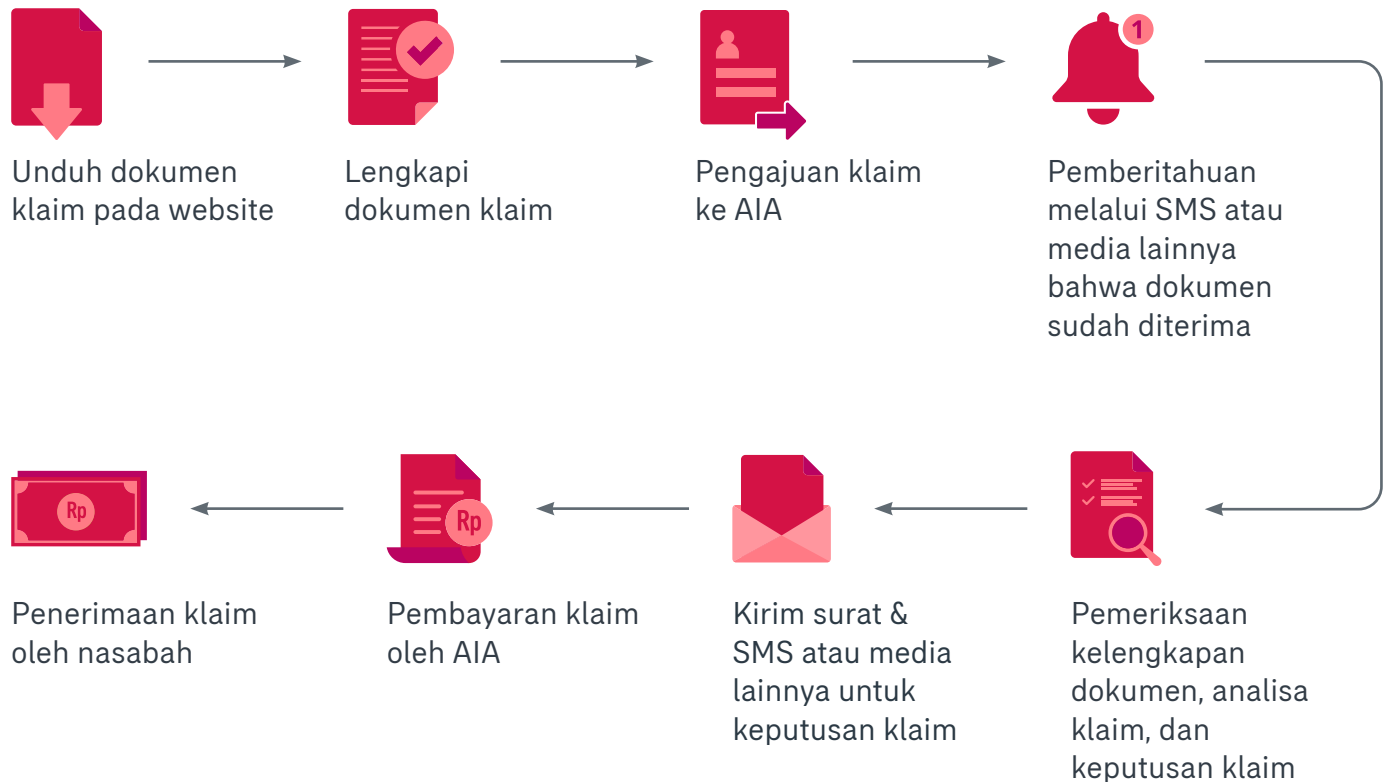 Unduh dokumen
klaim pada website
Lengkapi
dokumen klaim
Pengajuan klaim
ke AIA
1
Pemberitahuan
melalui SMS atau
media lainnya
bahwa dokumen
sudah diterima
Pemeriksaan
kelengkapan
dokumen, analisa
klaim, dan
keputusan klaim
Kirim surat &
SMS atau media
lainnya untuk
keputusan klaim
Rp
Pembayaran klaim
oleh AIA
Rp
Penerimaan klaim
oleh nasabah